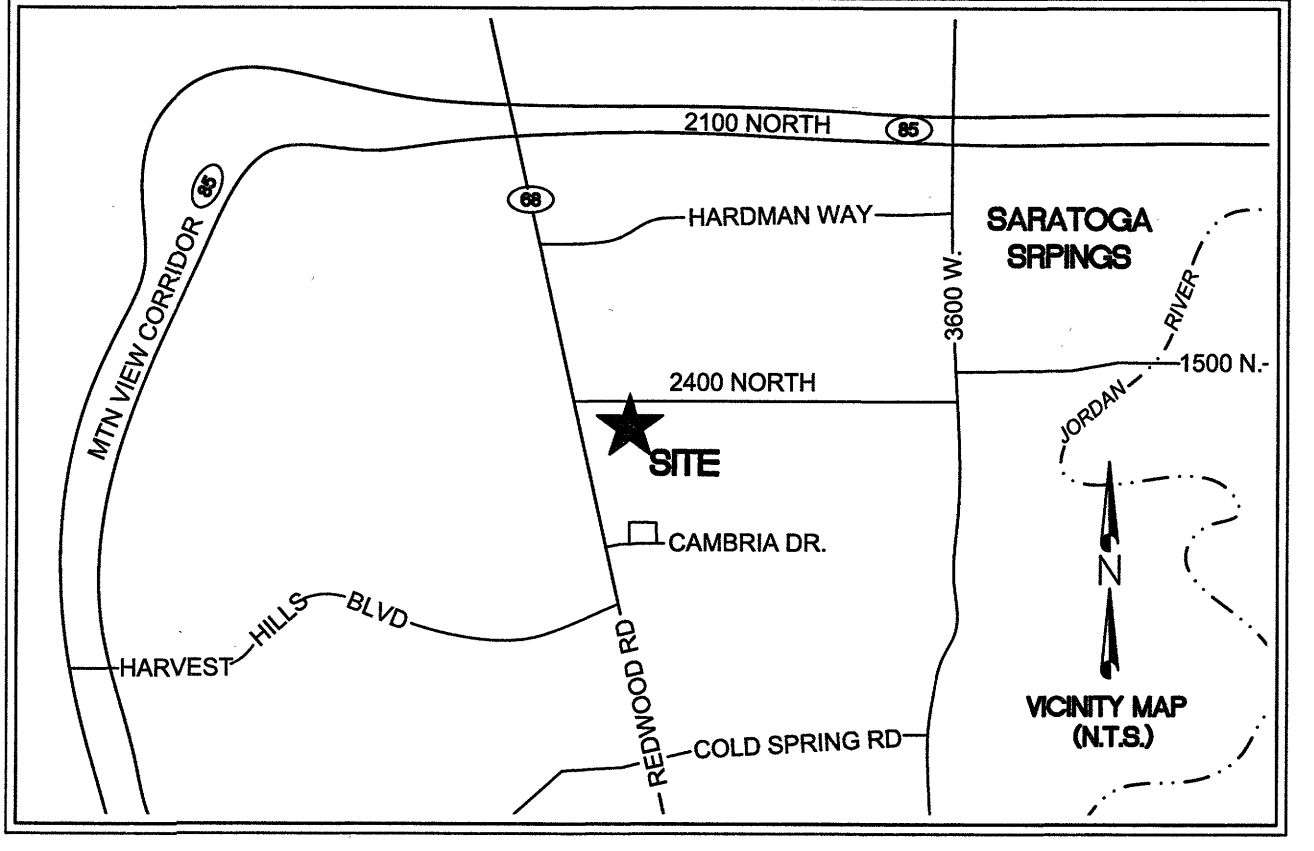 2100 NORTH
85
85
68
HARDMAN WAY
SARATOGA
SRPINGS
MTN VIEW CORRIDOR
3600 W.
RIVER
1500 N.
2400 NORTH
JORDAN
SITE
CAMBRIA DR.
N
HARVEST HILLS BLVD
REDWOOD RD
COLD SPRING RD
VICINITY MAP
(N.T.S.)